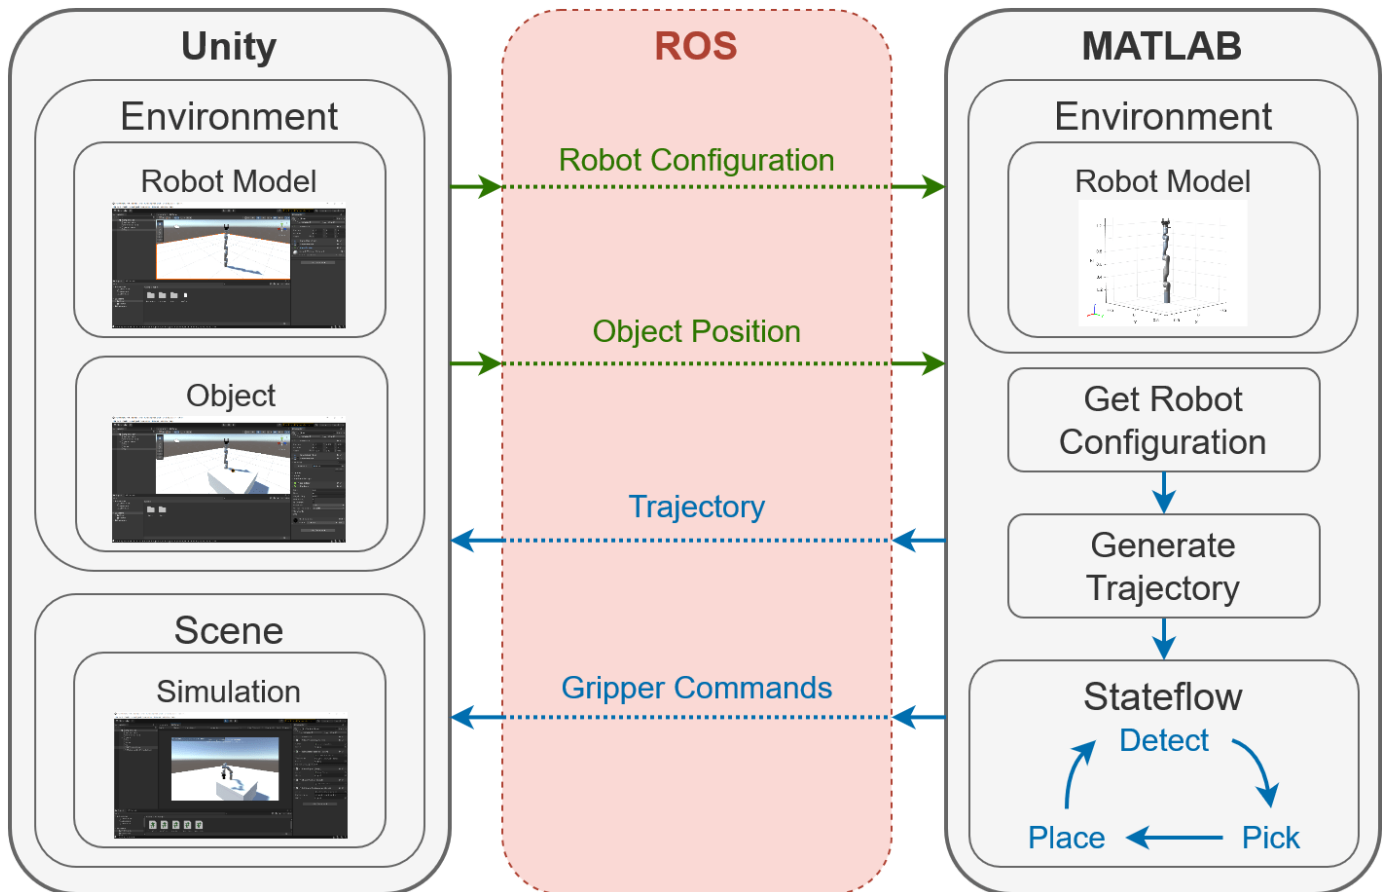 Unity
Environment
Robot Model
Object
Scene
Simulation
ROS
Robot Configuration
Object Position
Trajectory
Gripper Commands
MATLAB
Environment
Robot Model
Get Robot
Configuration
Generate
Trajectory
Stateflow
Detect
Place
Pick